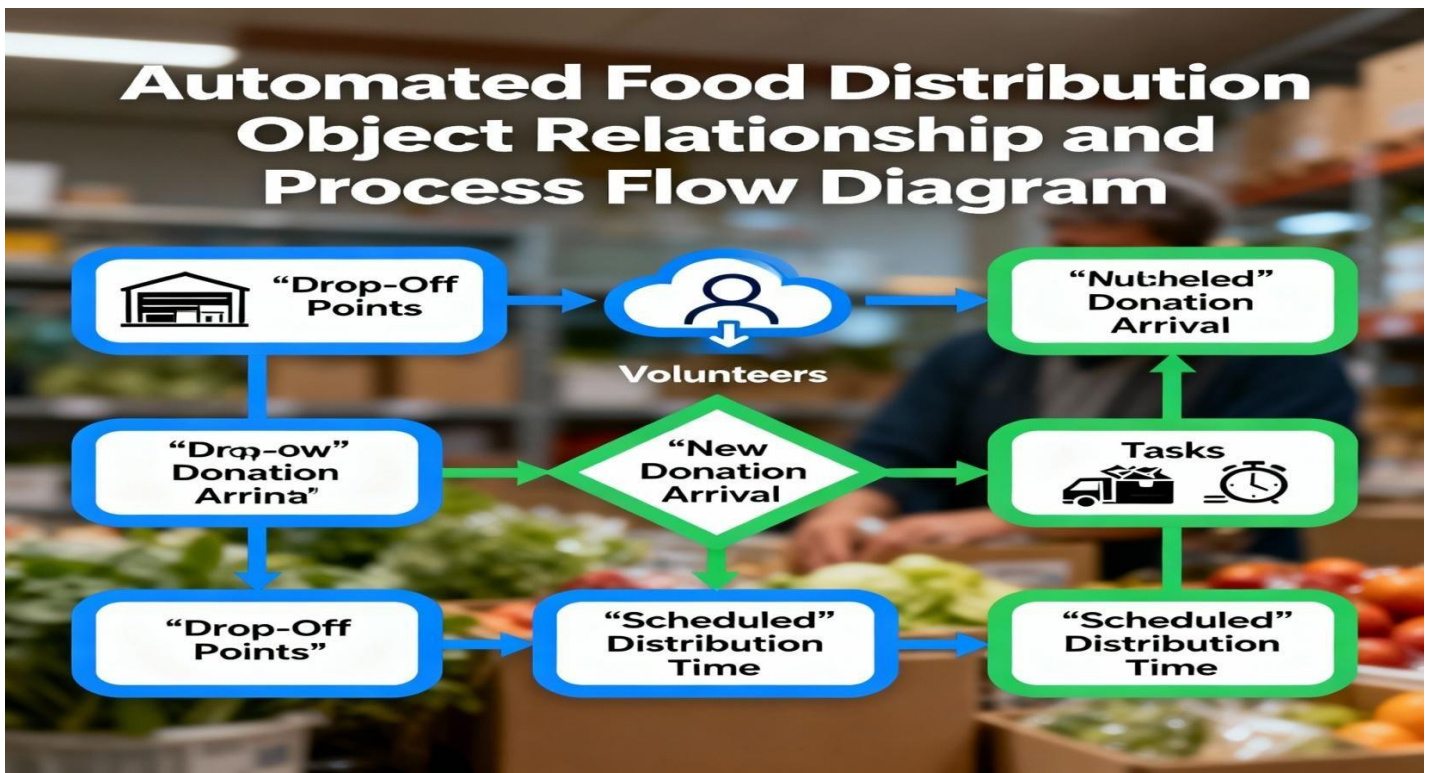 Automated Food Distribution
Object Relationship and
Process Flow Diagram
“Drop-Off
Points
Volunteers
Donation
Arrival
Donation
“New
Donation
Arrival
Tasks
“Drop-Off
Points”
“Scheduled”
Distribution
Time
“Scheduled”
Distribution
Time